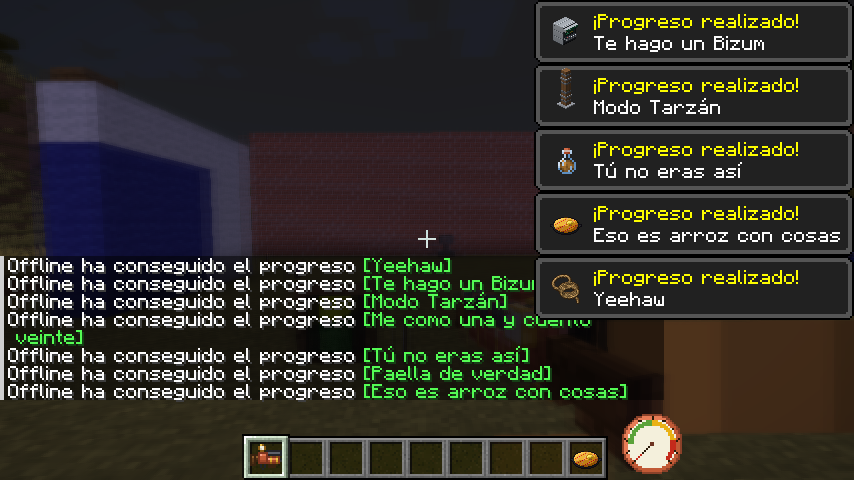 ¡Progreso realizado!
Te hago un Bizum
¡Progreso realizado!
Modo Tarzán
¡Progreso realizado!
Tú no eras así
¡Progreso realizado!
Eso es arroz con cosas
¡Progreso realizado!
Yeehaw
Offline ha conseguido el progreso [Yeehaw]
Offline ha conseguido el progreso [Te hago un Bizum
Offline ha conseguido el progreso [Modo Tarzán]
Offline ha conseguido el progreso [Me como una y cuento
veinte]
Offline ha conseguido el progreso [Tú no eras así]
Offline ha conseguido el progreso [Paella de verdad]
Offline ha conseguido el progreso [Eso es arroz con cosas]